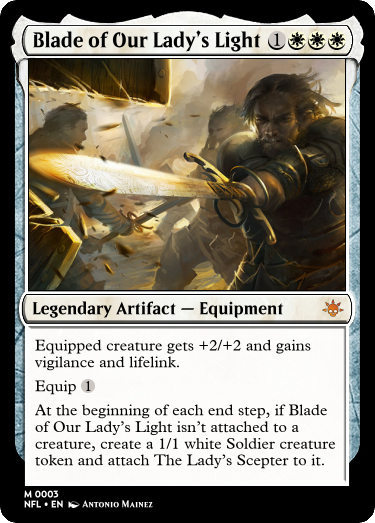 Blade of Our Lady's Light 1
Legendary Artifact — Equipment
Equipped creature gets +2/+2 and gains
vigilance and lifelink.
Equip 1
At the beginning of each end step, if Blade
of Our Lady's Light isn't attached to a
creature, create a 1/1 white Soldier creature
token and attach The Lady's Scepter to it.
M 0003
NFL • EN Antonio Mainez